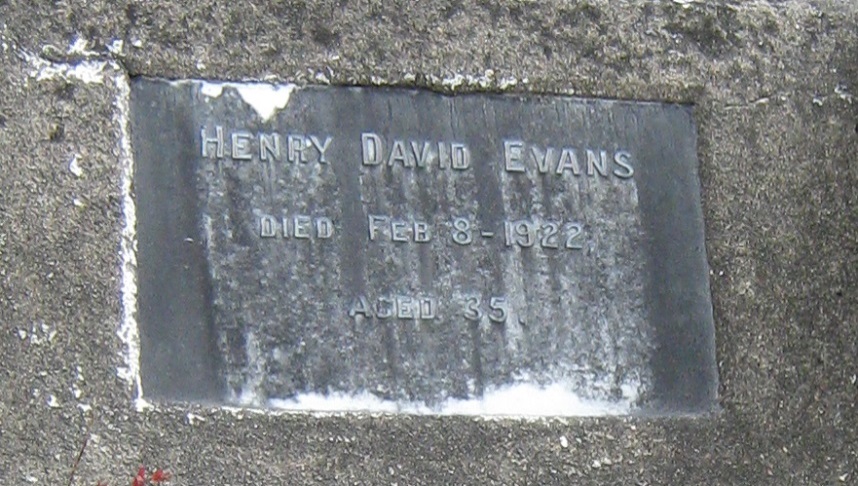 HENRY DAVID EVANS
DIED FEB 8-1922
AGED 35.